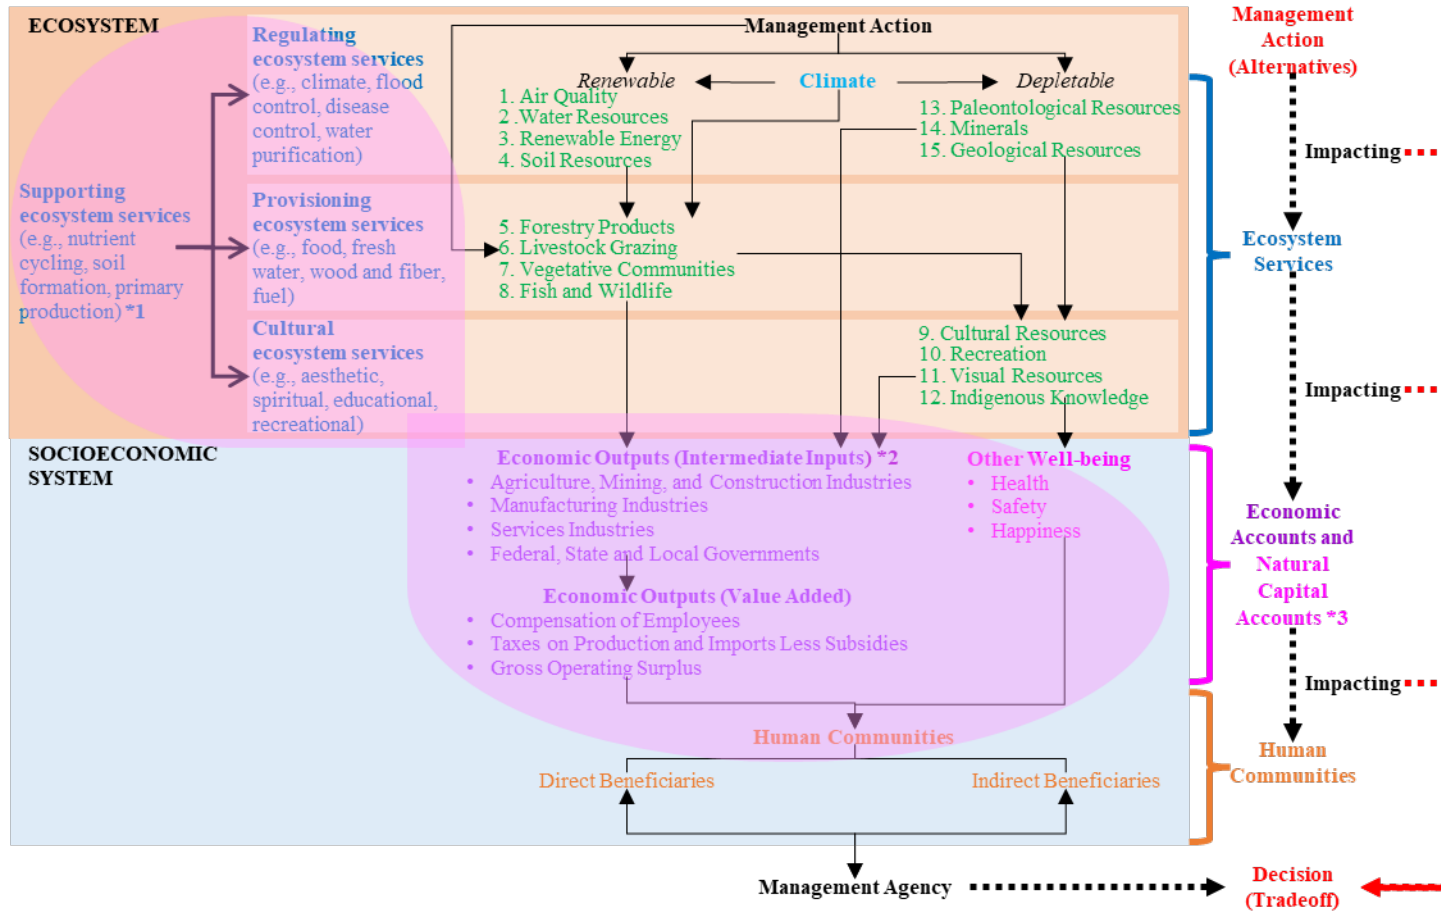 ECOSYSTEM
Regulating
ecosystem services
(e.g., climate, flood
control, disease
control, water
purification)
Supporting
ecosystem services
(e.g., nutrient
cycling, soil
formation, primary
production) *1
Provisioning
ecosystem services
(e.g., food, fresh
water, wood and fiber,
fuel)
Cultural
ecosystem services
(e.g., aesthetic,
spiritual, educational,
recreational)
Management Action
Renewable
Climate
Depletable
1. Air Quality
2. Water Resources
3. Renewable Energy
4. Soil Resources
13. Paleontological Resources
14. Minerals
15. Geological Resources
5. Forestry Products
6. Livestock Grazing
7. Vegetative Communities
8. Fish and Wildlife
9. Cultural Resources
10. Recreation
11. Visual Resources
12. Indigenous Knowledge
SOCIOECONOMIC
SYSTEM
Economic Outputs (Intermediate Inputs) *2
• Agriculture, Mining, and Construction Industries
• Manufacturing Industries
• Services Industries
• Federal, State and Local Governments
Other Well-being
• Health
• Safety
• Happiness
Economic Outputs (Value Added)
• Compensation of Employees
• Taxes on Production and Imports Less Subsidies
• Gross Operating Surplus
Human Communities
Direct Beneficiaries
Indirect Beneficiaries
Management Agency
Management
Action
(Alternatives)
Impacting
Ecosystem
Services
Impacting
Economic
Accounts and
Natural
Capital
Accounts *3
Impacting
Human
Communities
Decision
(Tradeoff)